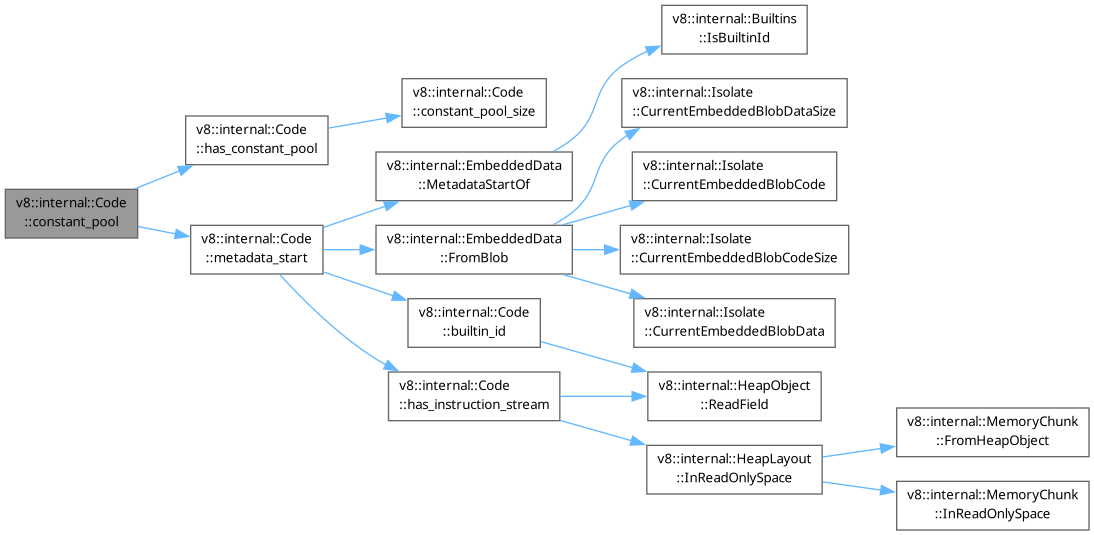 v8::internal::Code
::constant_pool
v8::internal::Code
::has_constant_pool
v8::internal::Code
::constant_pool_size
v8::internal::Code
::metadata_start
v8::internal::EmbeddedData
::MetadataStartOf
v8::internal::Builtins
::IsBuiltinId
v8::internal::EmbeddedData
::FromBlob
v8::internal::Isolate
::CurrentEmbeddedBlobDataSize
v8::internal::Isolate
::CurrentEmbeddedBlobCode
v8::internal::Isolate
::CurrentEmbeddedBlobCodeSize
v8::internal::Isolate
::CurrentEmbeddedBlobData
v8::internal::Code
::builtin_id
v8::internal::HeapObject
::ReadField
v8::internal::Code
::has_instruction_stream
v8::internal::HeapLayout
::InReadOnlySpace
v8::internal::MemoryChunk
::FromHeapObject
v8::internal::MemoryChunk
::InReadOnlySpace